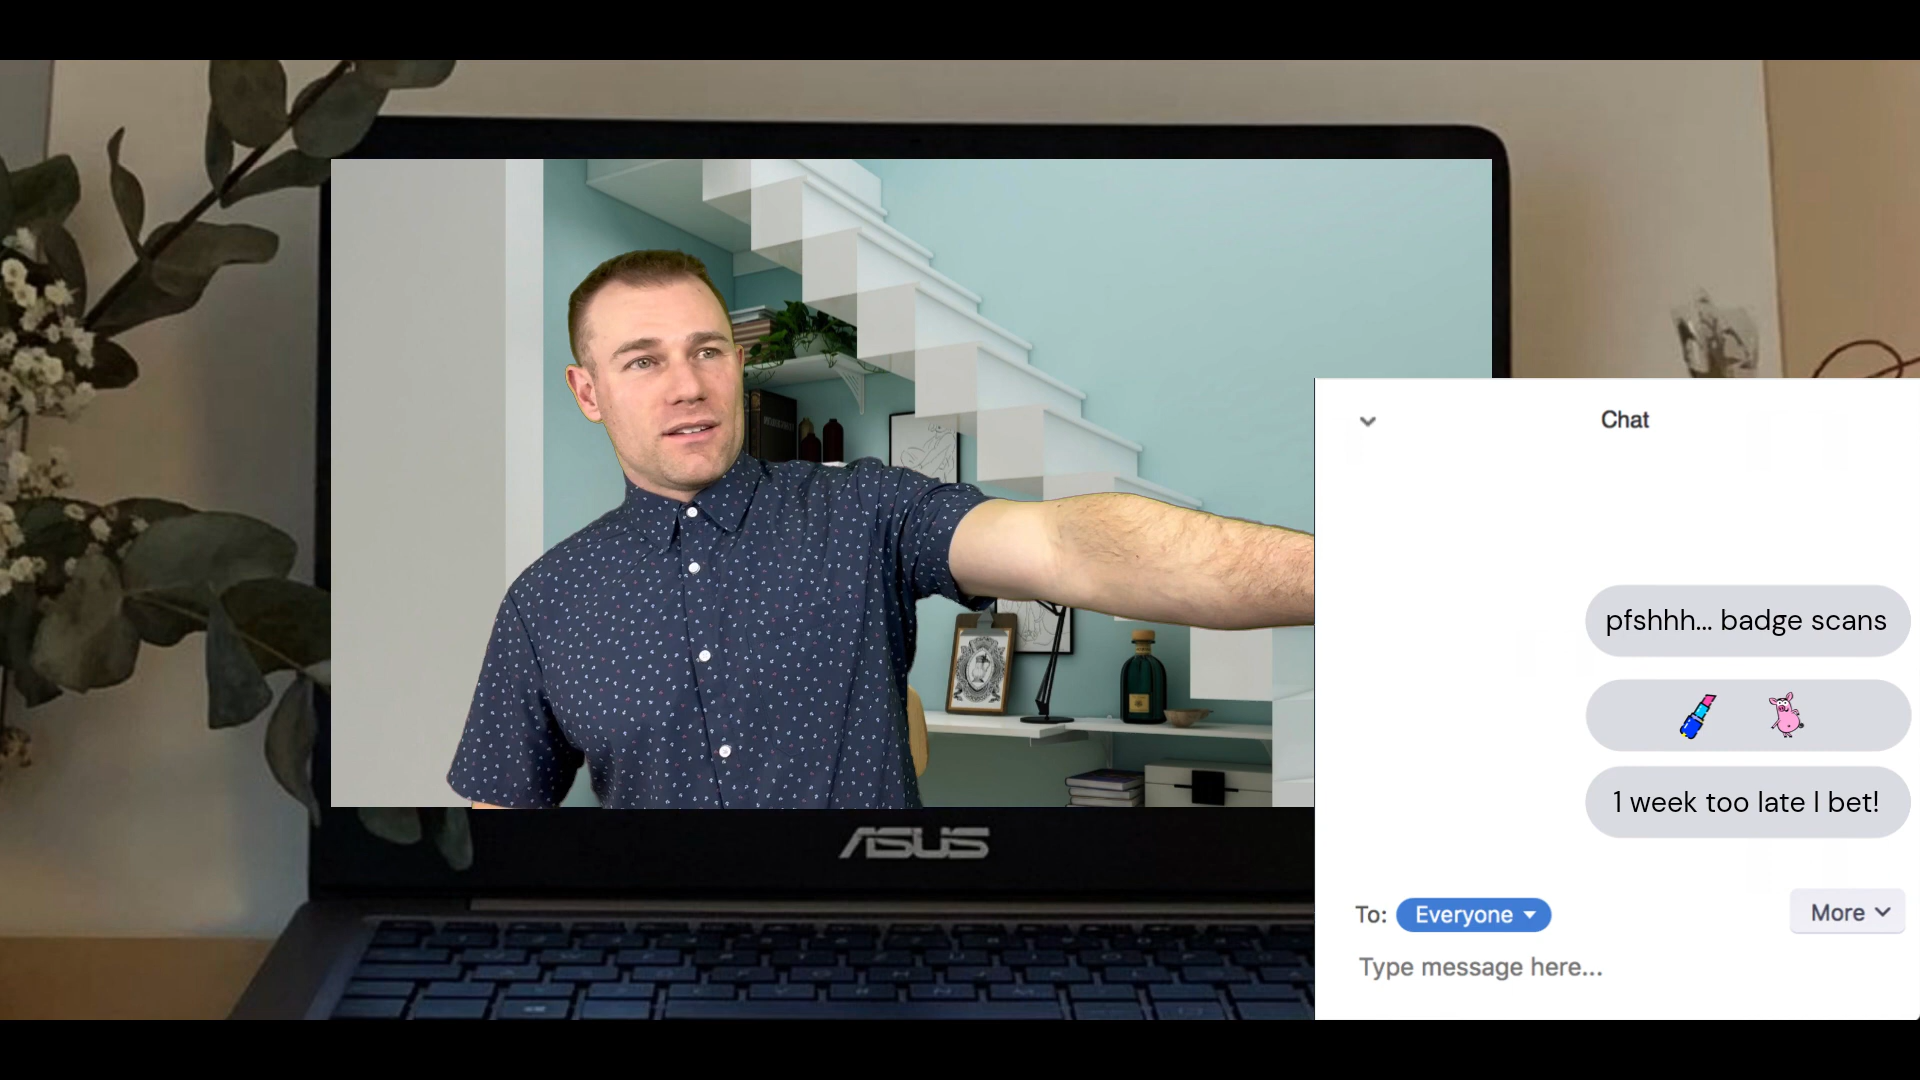 Chat
pfshhh... badge scans
1 week too late I bet!
ASUS
To: Everyone
More
Type message here...